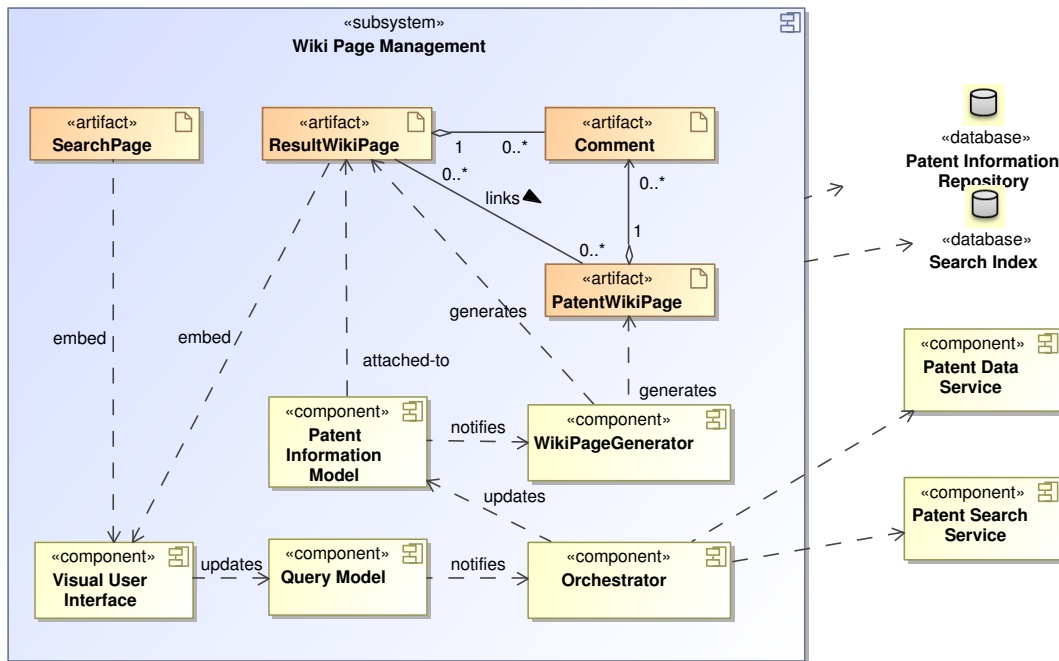 «subsystem»
Wiki Page Management
«artifact»
SearchPage
«artifact»
ResultWikiPage
1
0..*
«artifact»
Comment
0..*
links
0..*
0..*
1
«artifact»
PatentWikiPage
«database»
Patent Information
Repository
«database»
Search Index
embed
embed
generates
attached-to
generates
«component»
Patent
Information
Model
notifies
«component»
WikiPageGenerator
«component»
Patent Data
Service
updates
«component»
Patent Search
Service
«component»
Visual User
Interface
updates
«component»
Query Model
notifies
«component»
Orchestrator